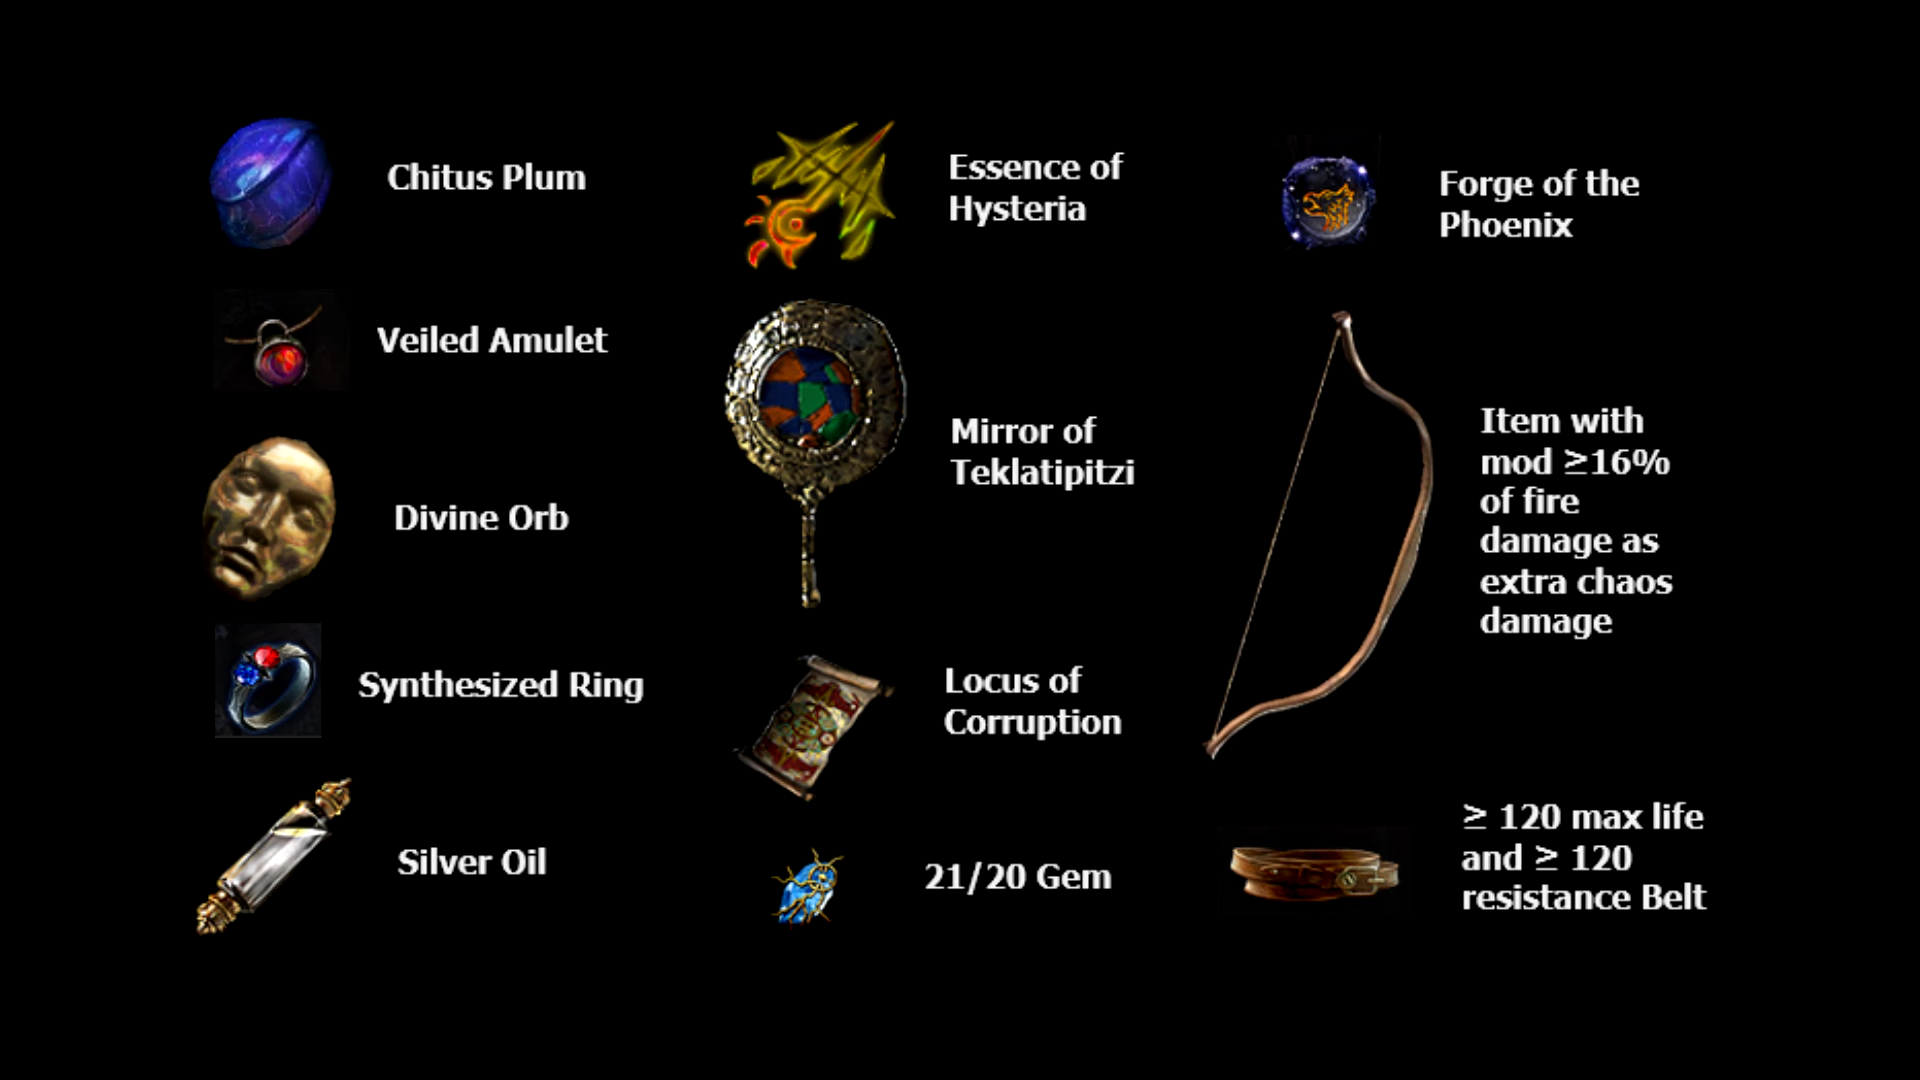 Chitus Plum
Veiled Amulet
Divine Orb
Synthesized Ring
Silver Oil
Essence of
Hysteria
Mirror of
Teklatipitzi
Locus of
Corruption
21/20 Gem
Forge of the
Phoenix
Item with
mod ≥16%
of fire
damage as
extra chaos
damage
≥ 120 max life
and ≥ 120
resistance Belt